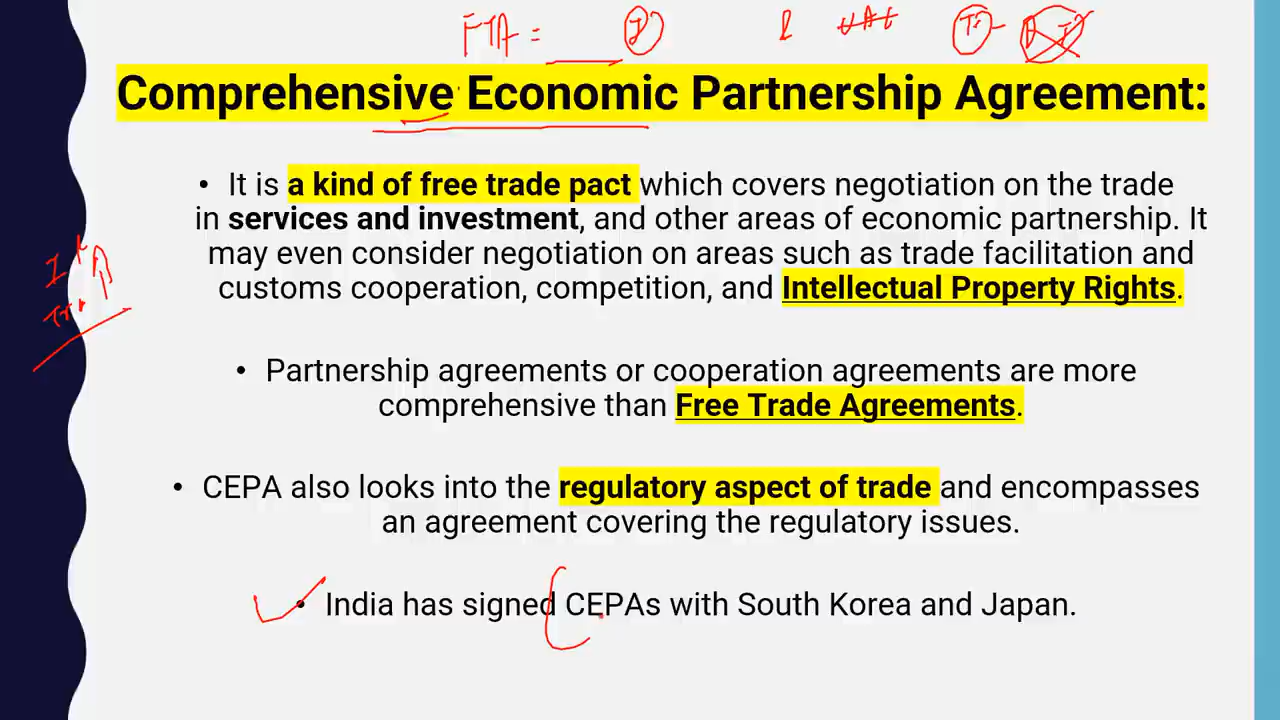 FTA =
Comprehensive Economic Partnership Agreement:
• It is a kind of free trade pact which covers negotiation on the trade
in services and investment, and other areas of economic partnership. It
may even consider negotiation on areas such as trade facilitation and
customs cooperation, competition, and Intellectual Property Rights.
• Partnership agreements or cooperation agreements are more
comprehensive than Free Trade Agreements.
• CEPA also looks into the regulatory aspect of trade and encompasses
an agreement covering the regulatory issues.
• India has signed CEPAs with South Korea and Japan.